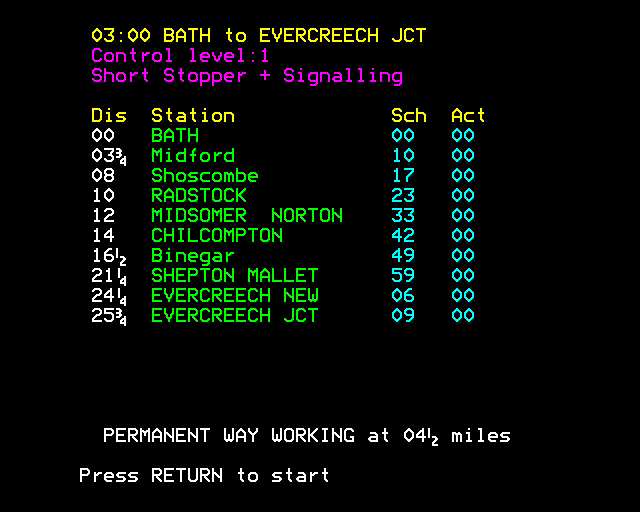 03:00 BATH to EVERCREECH JCT
Control level:1
Short Stopper + Signalling
Dis Station Sch Act
00 BATH 00 00
03¾ Midford 10 00
08 Shoscombe 17 00
10 RADSTOCK 23 00
12 MIDSOMER NORTON 33 00
14 CHILCOMPTON 42 00
16½ Binegar 49 00
21¼ SHEPTON MALLET 59 00
24¼ EVERCREECH NEW 06 00
25¾ EVERCREECH JCT 09 00
PERMANENT WAY WORKING at 04½ miles
Press RETURN to start